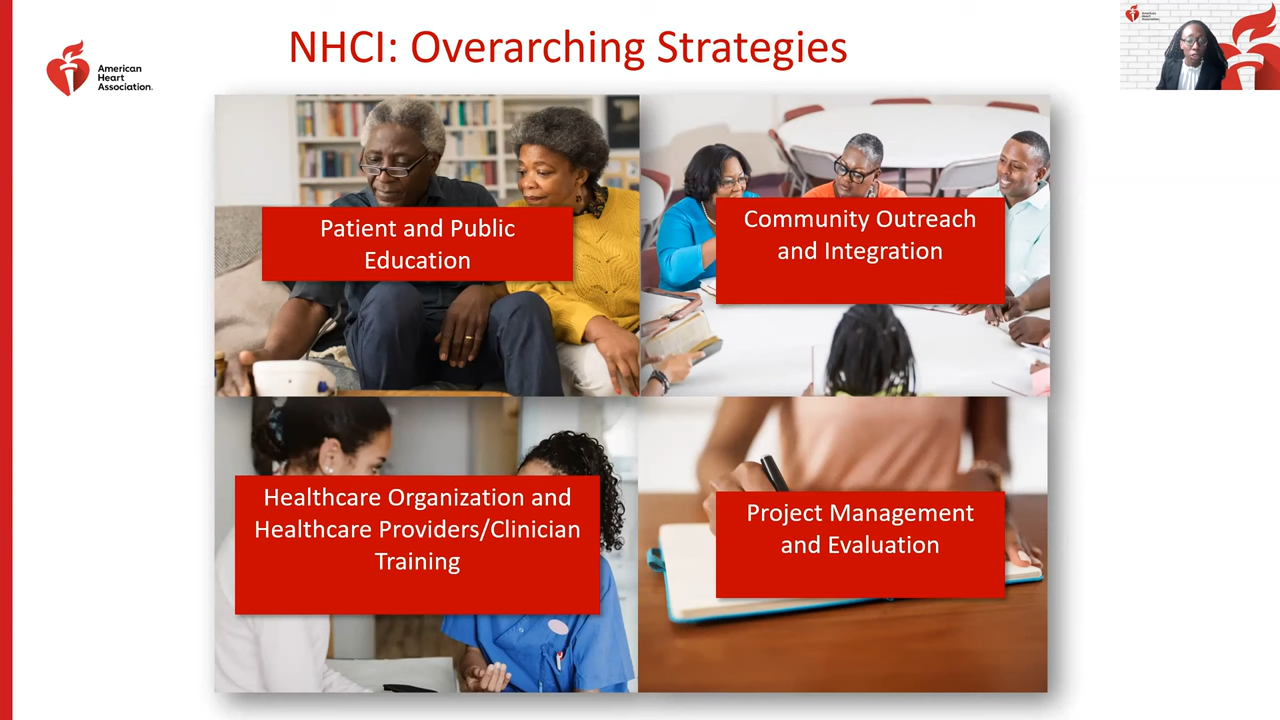 NHCI: Overarching Strategies
American
Heart
Association.
Patient and Public
Education
Community Outreach
and Integration
Healthcare Organization and
Healthcare Providers/Clinician
Training
Project Management
and Evaluation